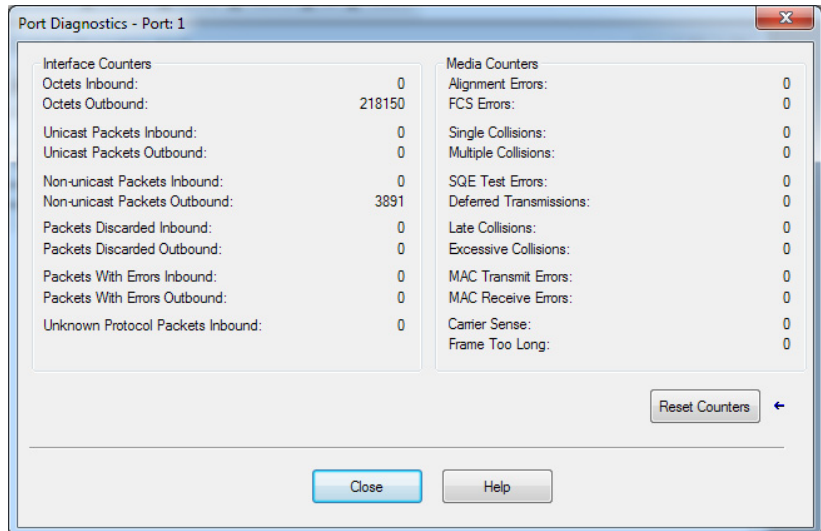 Port Diagnostics - Port: 1
Interface Counters
Octets Inbound: 0
Octets Outbound: 218150
Unicast Packets Inbound: 0
Unicast Packets Outbound: 0
Non-unicast Packets Inbound: 0
Non-unicast Packets Outbound: 3891
Packets Discarded Inbound: 0
Packets Discarded Outbound: 0
Packets With Errors Inbound: 0
Packets With Errors Outbound: 0
Unknown Protocol Packets Inbound: 0
Media Counters
Alignment Errors: 0
FCS Errors: 0
Single Collisions: 0
Multiple Collisions: 0
SQE Test Errors: 0
Deferred Transmissions: 0
Late Collisions: 0
Excessive Collisions: 0
MAC Transmit Errors: 0
MAC Receive Errors: 0
Carrier Sense: 0
Frame Too Long: 0
Reset Counters
Close
Help